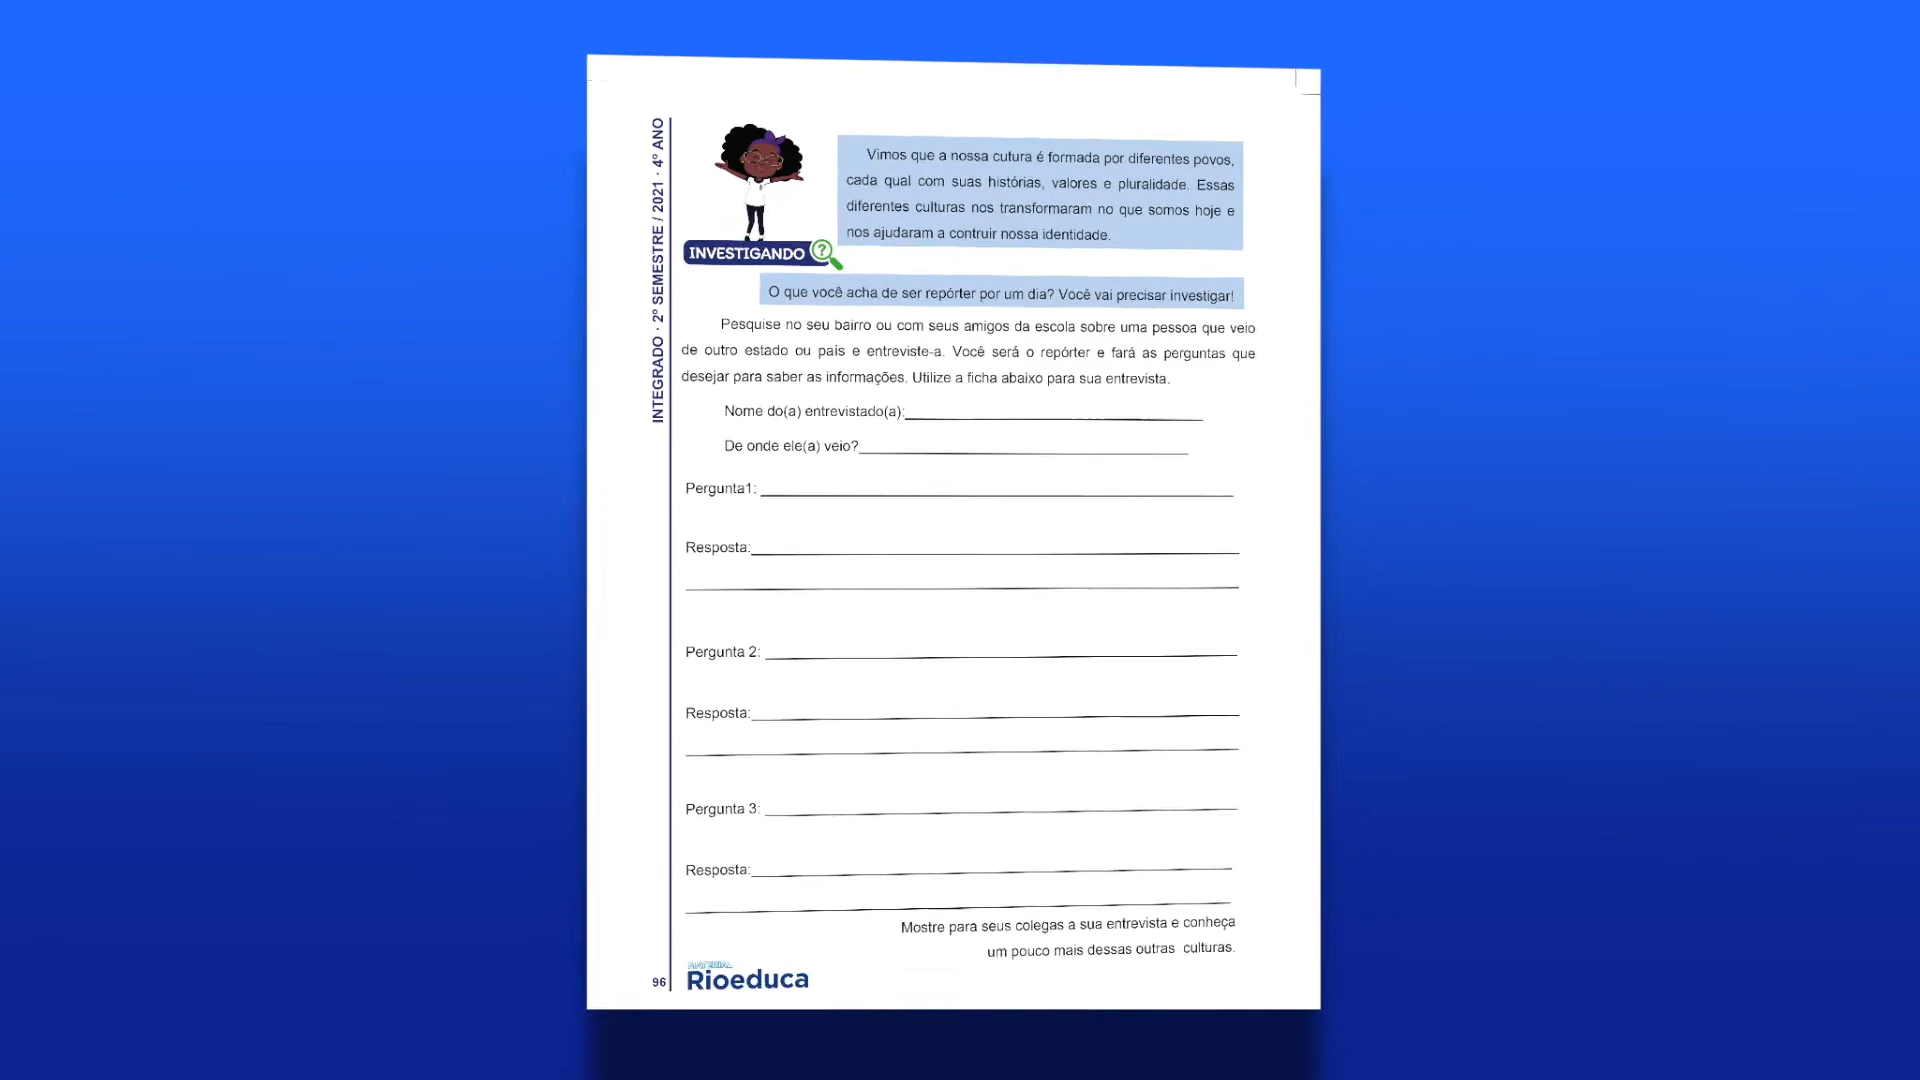 INTEGRADO · 2º SEMESTRE / 2021 · 4º ANO
Vimos que a nossa cutura é formada por diferentes povos,
cada qual com suas histórias, valores e pluralidade. Essas
diferentes culturas nos transformaram no que somos hoje e
nos ajudaram a contruir nossa identidade.
INVESTIGANDO ?
O que você acha de ser repórter por um dia? Você vai precisar investigar!
Pesquise no seu bairro ou com seus amigos da escola sobre uma pessoa que veio
de outro estado ou país e entreviste-a. Você será o repórter e fará as perguntas que
desejar para saber as informações. Utilize a ficha abaixo para sua entrevista.
Nome do(a) entrevistado(a):
De onde ele(a) veio?
Pergunta1:
Resposta:
Pergunta 2:
Resposta:
Pergunta 3:
Resposta:
Mostre para seus colegas a sua entrevista e conheça
um pouco mais dessas outras culturas.
MATERIAL
Rioeduca
96